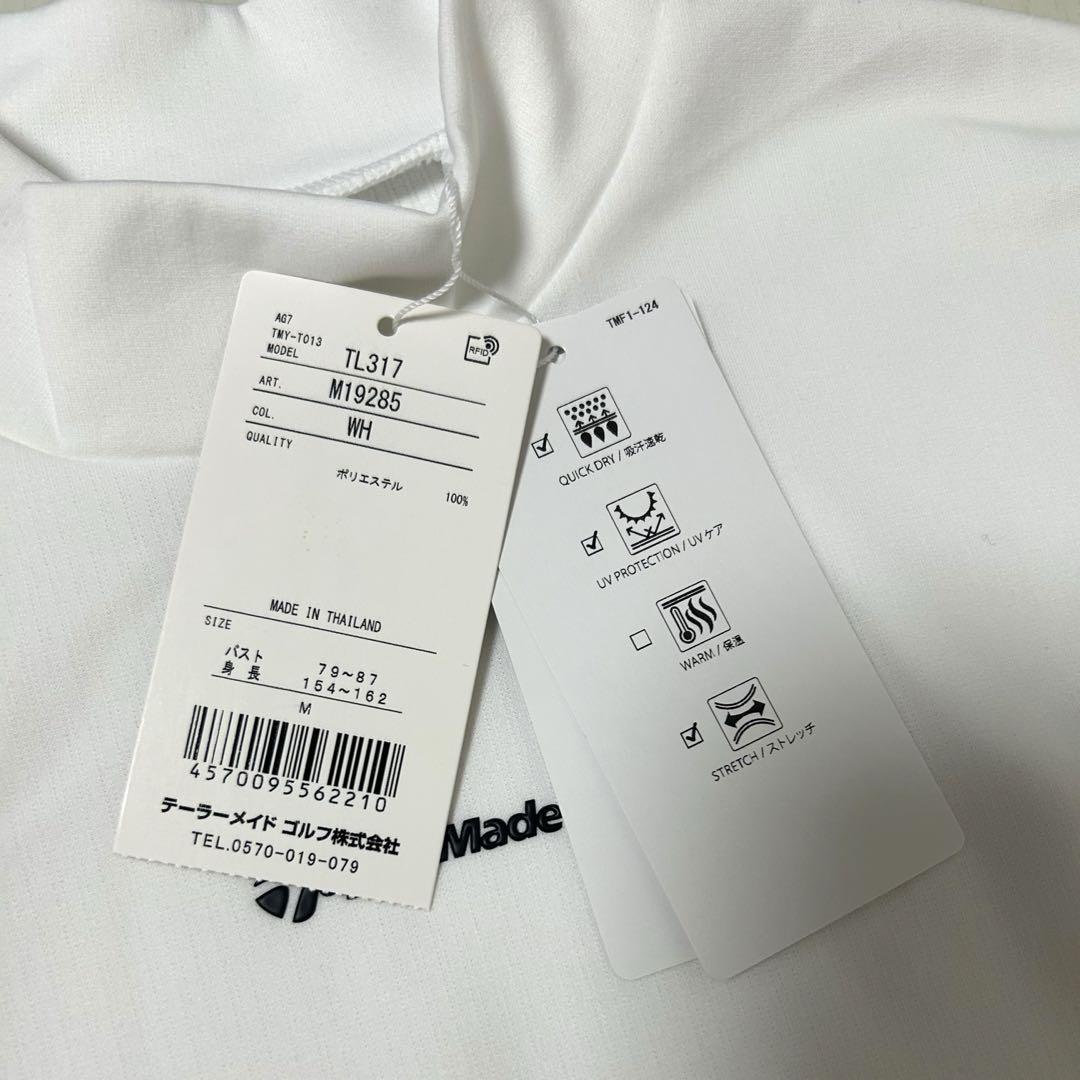 AG7
TMY-T013
MODEL TL317
RFID
ART. M19285
COL. WH
QUALITY
ポリエステル 100%
MADE IN THAILAND
SIZE
バスト 79~87
身長 154~162
M
4570095562210
テーラーメイド ゴルフ株式会社
TEL.0570-019-079
TMF1-124
QUICK DRY / 吸汗速乾
UV PROTECTION / UV ケア
WARM / 保温
STRETCH / ストレッチ
Made